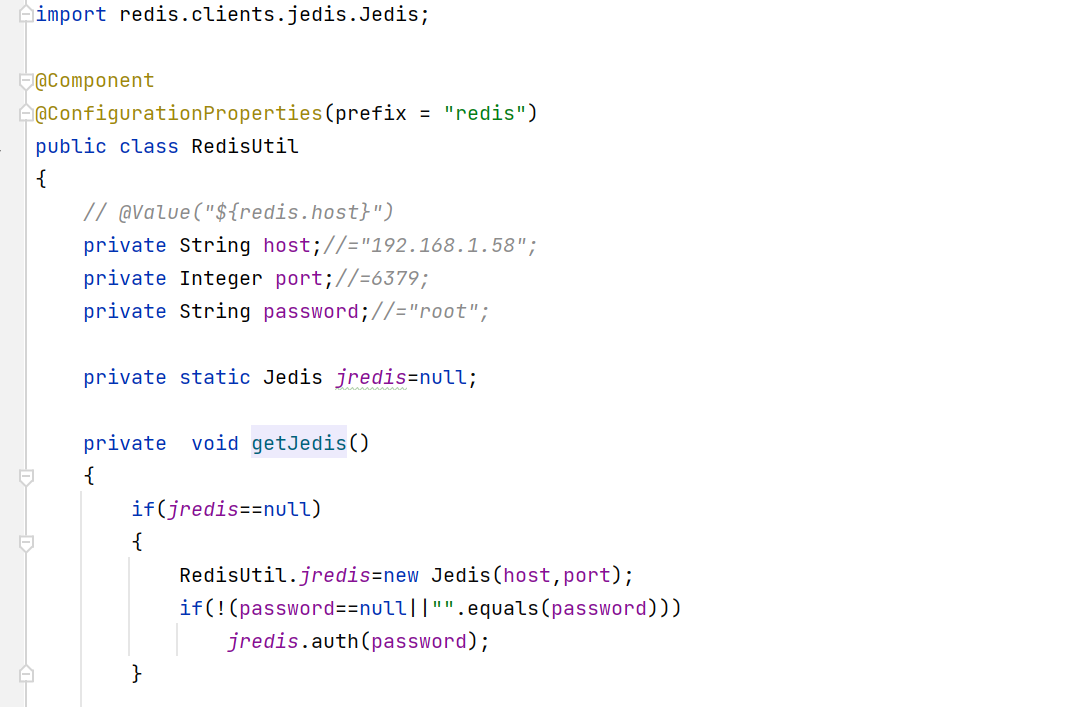 import redis.clients.jedis.Jedis;
@Component
@ConfigurationProperties(prefix = "redis")
public class RedisUtil
{
// @Value("${redis.host}")
private String host;//="192.168.1.58";
private Integer port;//=6379;
private String password;//="root";
private static Jedis jredis=null;
private  void getJedis()
{
if(jredis==null)
{
RedisUtil.jredis=new Jedis(host,port);
if(!(password==null||"".equals(password)))
jredis.auth(password);
}